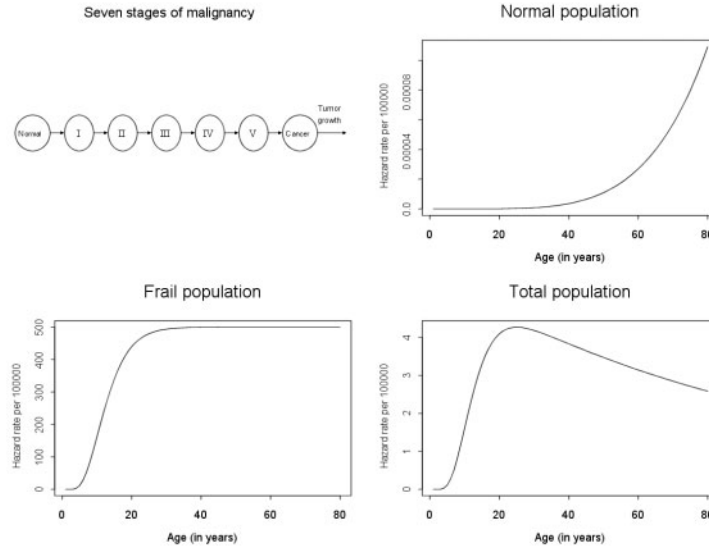 Seven stages of malignancy
Normal
I
II
III
IV
V
Cancer
Tumor
growth
Normal population
Hazard rate per 100000
0.0
0.00004
0.00008
0
20
40
60
80
Age (in years)
Frail population
Hazard rate per 100000
0
100
200
300
400
500
0
20
40
60
80
Age (in years)
Total population
Hazard rate per 100000
0
1
2
3
4
0
20
40
60
80
Age (in years)